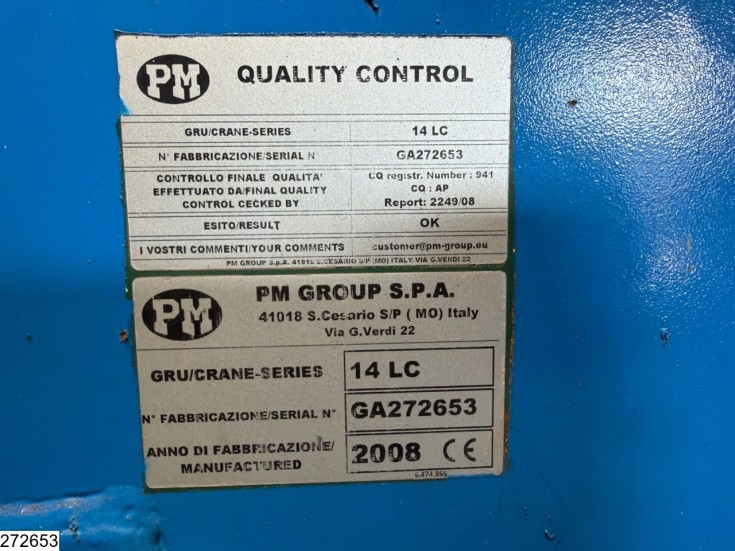 PM QUALITY CONTROL
GRU/CRANE-SERIES 14 LC
N° FABBRICAZIONE/SERIAL N GA272653
CONTROLLO FINALE QUALITA' CQ registr. Number : 941
EFFETTUATO DA/FINAL QUALITY CQ : AP
CONTROL CECKED BY Report: 2249/08
ESITO/RESULT OK
I VOSTRI COMMENTI/YOUR COMMENTS customer@pm-group.eu
PM GROUP S.p.A. 41018 S.CESARIO S/P (MO) ITALY VIA G.VERDI 22
PM PM GROUP S.P.A.
41018 S.Cesario S/P ( MO) Italy
Via G.Verdi 22
GRU/CRANE-SERIES 14 LC
N° FABBRICAZIONE/SERIAL N° GA272653
ANNO DI FABBRICAZIONE/
MANUFACTURED 2008 CE
6.474.866
272653